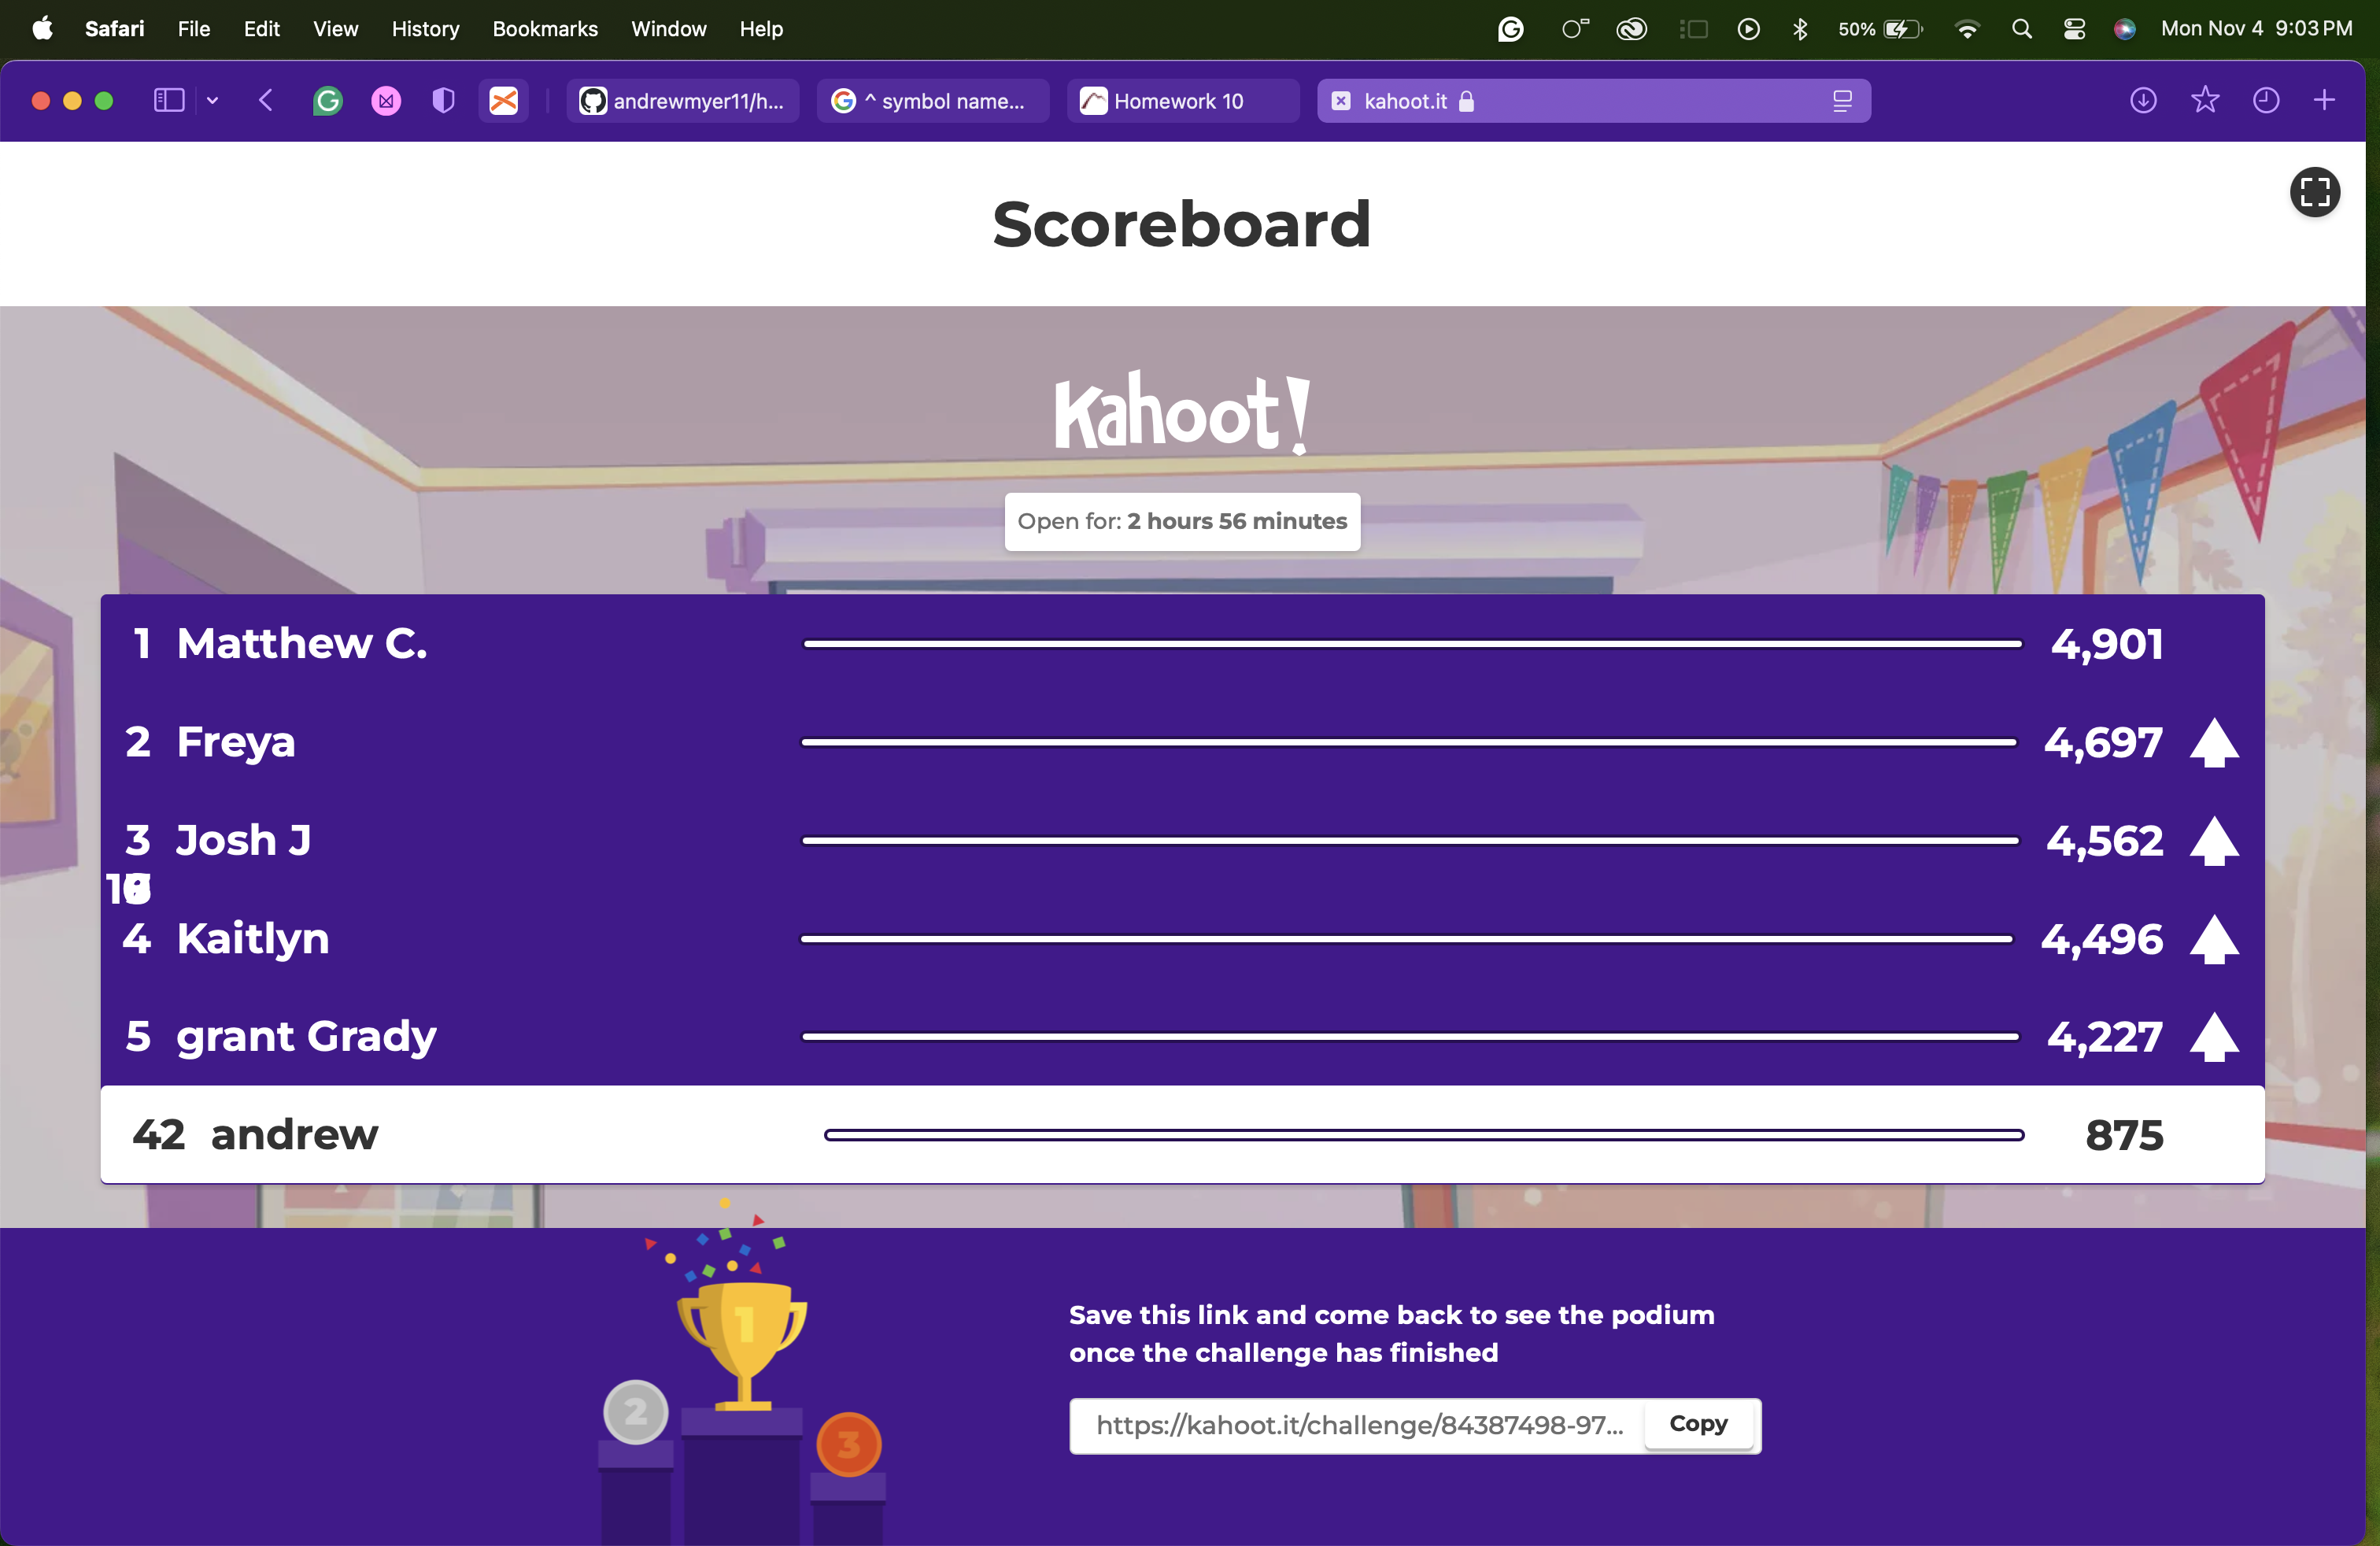 Safari File Edit View History Bookmarks Window Help 50% Mon Nov 4 9:03 PM
andrewmyer11/h... ^ symbol name... Homework 10 kahoot.it
Scoreboard
Kahoot!
Open for: 2 hours 56 minutes
1 Matthew C. 4,901
2 Freya 4,697
3 Josh J 4,562
4 Kaitlyn 4,496
5 grant Grady 4,227
42 andrew 875
1
2
3
Save this link and come back to see the podium
once the challenge has finished
https://kahoot.it/challenge/84387498-97... Copy